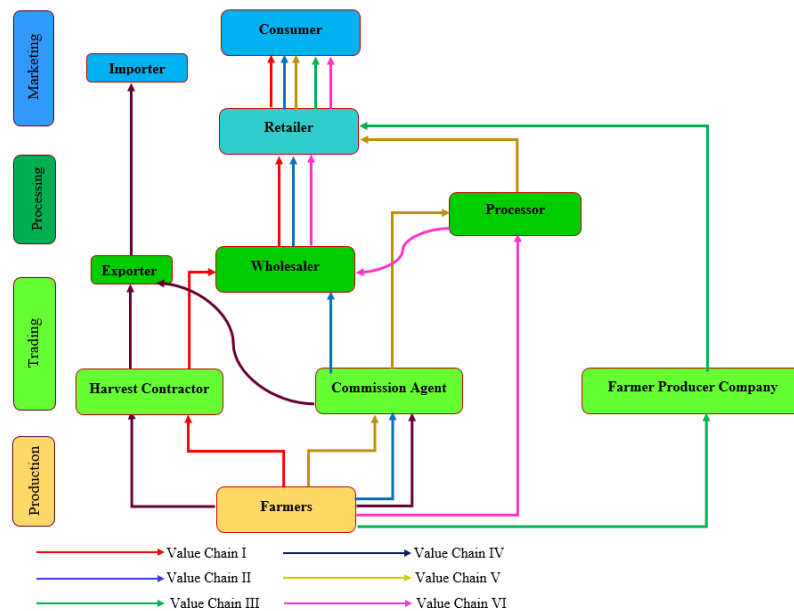 Marketing
Consumer
Importer
Retailer
Processing
Processor
Exporter
Wholesaler
Trading
Harvest Contractor
Commission Agent
Farmer Producer Company
Production
Farmers
Value Chain I
Value Chain IV
Value Chain II
Value Chain V
Value Chain III
Value Chain VI